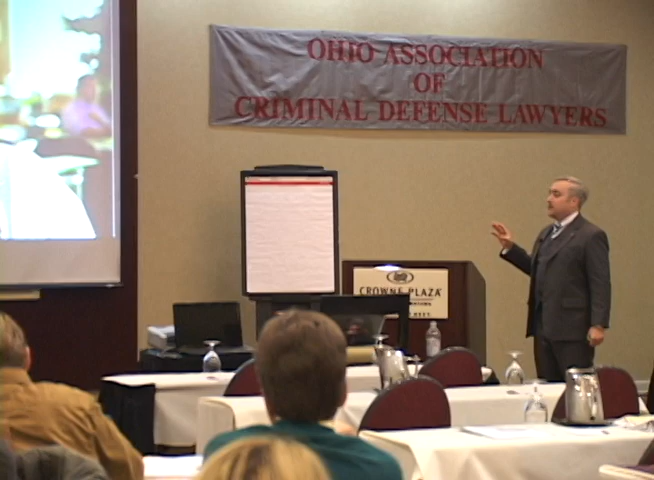 OHIO ASSOCIATION
OF
CRIMINAL DEFENSE LAWYERS
CROWNE PLAZA